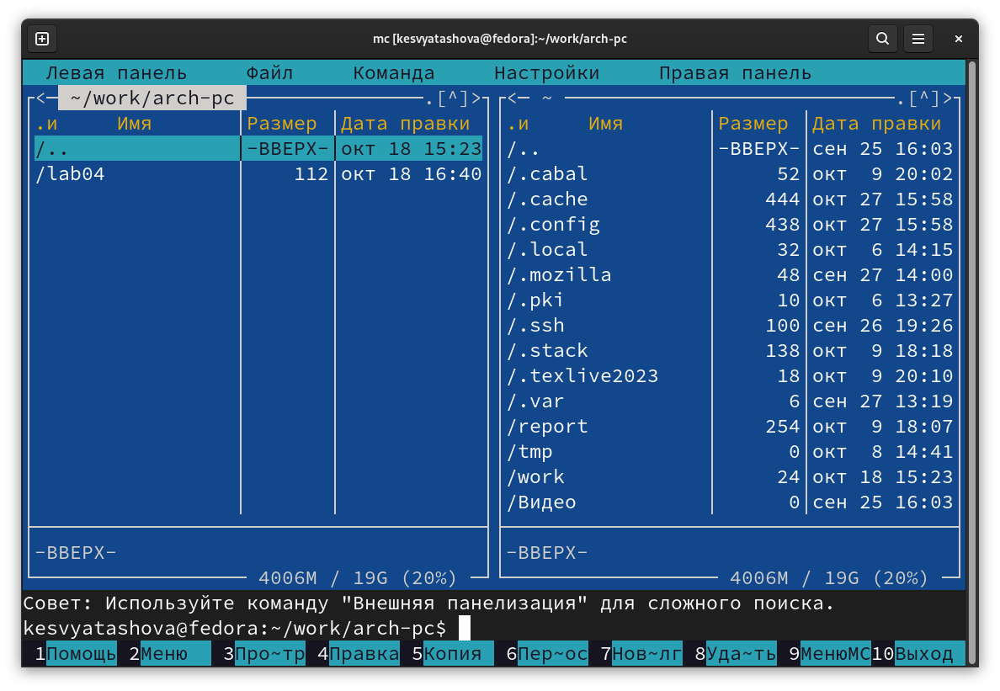 mc [kesvyatashova@fedora]:~/work/arch-pc
Левая панель Файл Команда Настройки Правая панель
<─ ~/work/arch-pc .[^]>
.и Имя Размер Дата правки
/.. -ВВЕРХ- окт 18 15:23
/lab04 112 окт 18 16:40
-ВВЕРХ-
4006M / 19G (20%)
<─ ~ .[^]>
.и Имя Размер Дата правки
/.. -ВВЕРХ- сен 25 16:03
/.cabal 52 окт 9 20:02
/.cache 444 окт 27 15:58
/.config 438 окт 27 15:58
/.local 32 окт 6 14:15
/.mozilla 48 сен 27 14:00
/.pki 10 окт 6 13:27
/.ssh 100 сен 26 19:26
/.stack 138 окт 9 18:18
/.texlive2023 18 окт 9 20:10
/.var 6 сен 27 13:19
/report 254 окт 9 18:07
/tmp 0 окт 8 14:41
/work 24 окт 18 15:23
/Видео 0 сен 25 16:03
-ВВЕРХ-
4006M / 19G (20%)
Совет: Используйте команду "Внешняя панелизация" для сложного поиска.
kesvyatashova@fedora:~/work/arch-pc$
1Помощь 2Меню 3Про~тр 4Правка 5Копия 6Пер~ос 7Нов~лг 8Уда~ть 9МенюMC 10Выход